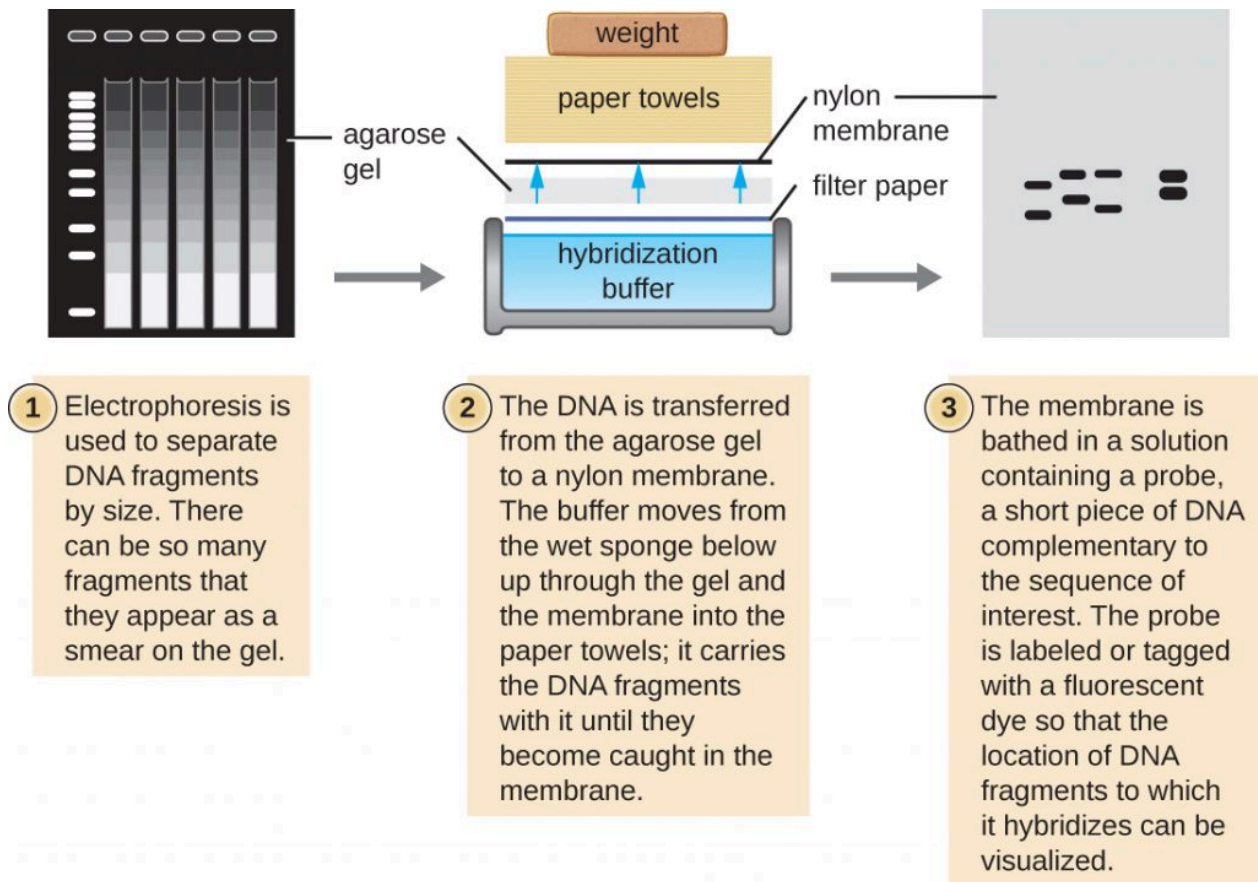 weight
paper towels
agarose
gel
nylon
membrane
filter paper
hybridization
buffer
1 Electrophoresis is
used to separate
DNA fragments
by size. There
can be so many
fragments that
they appear as a
smear on the gel.
2 The DNA is transferred
from the agarose gel
to a nylon membrane.
The buffer moves from
the wet sponge below
up through the gel and
the membrane into the
paper towels; it carries
the DNA fragments
with it until they
become caught in the
membrane.
3 The membrane is
bathed in a solution
containing a probe,
a short piece of DNA
complementary to
the sequence of
interest. The probe
is labeled or tagged
with a fluorescent
dye so that the
location of DNA
fragments to which
it hybridizes can be
visualized.